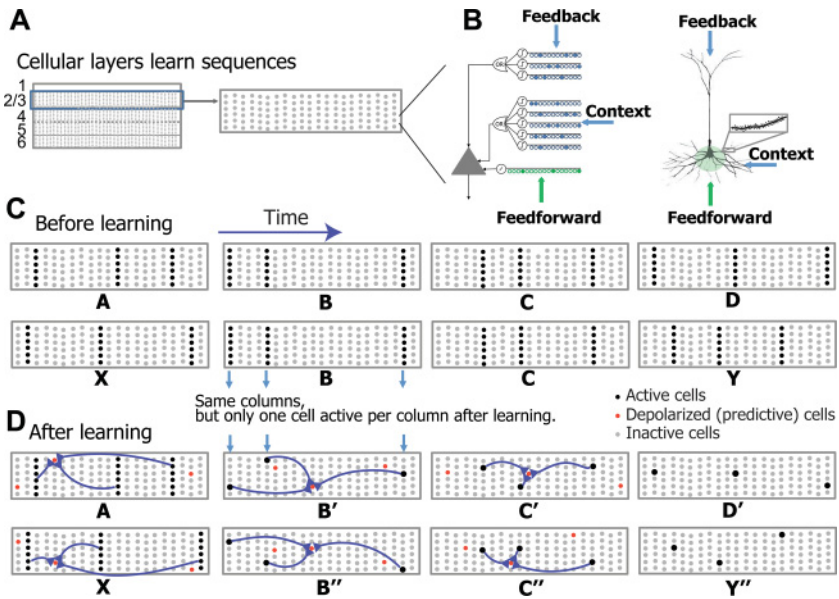 A
B
Cellular layers learn sequences
1
2/3
4
5
6
Feedback
OR
OR
Context
Feedforward
Feedback
Context
Feedforward
C
Before learning
Time
A
B
C
D
X
B
C
Y
Same columns,
but only one cell active per column after learning.
Active cells
Depolarized (predictive) cells
Inactive cells
D
After learning
A
B'
C'
D'
X
B''
C''
Y''